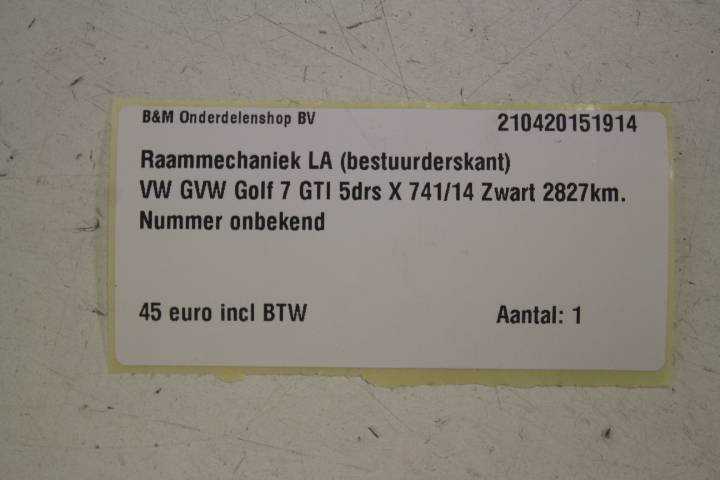 B&M Onderdelenshop BV 210420151914
Raammechaniek LA (bestuurderskant)
VW GVW Golf 7 GTI 5drs X 741/14 Zwart 2827km.
Nummer onbekend
45 euro incl BTW Aantal: 1